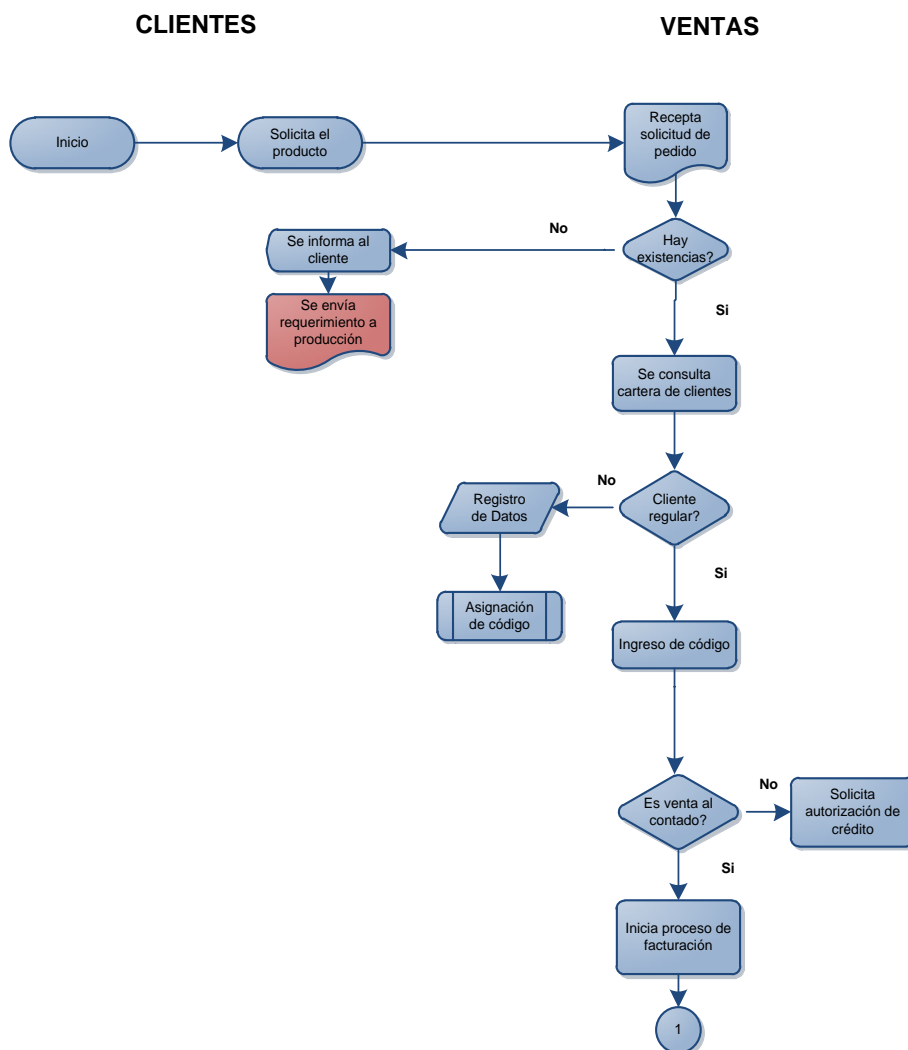 CLIENTES
VENTAS
Inicio
Solicita el
producto
Recepta
solicitud de
pedido
No
Hay
existencias?
Se informa al
cliente
Se envía
requerimiento a
producción
Si
Se consulta
cartera de clientes
No
Cliente
regular?
Registro
de Datos
Si
Asignación
de código
Ingreso de código
Es venta al
contado?
No
Solicita
autorización de
crédito
Si
Inicia proceso de
facturación
1